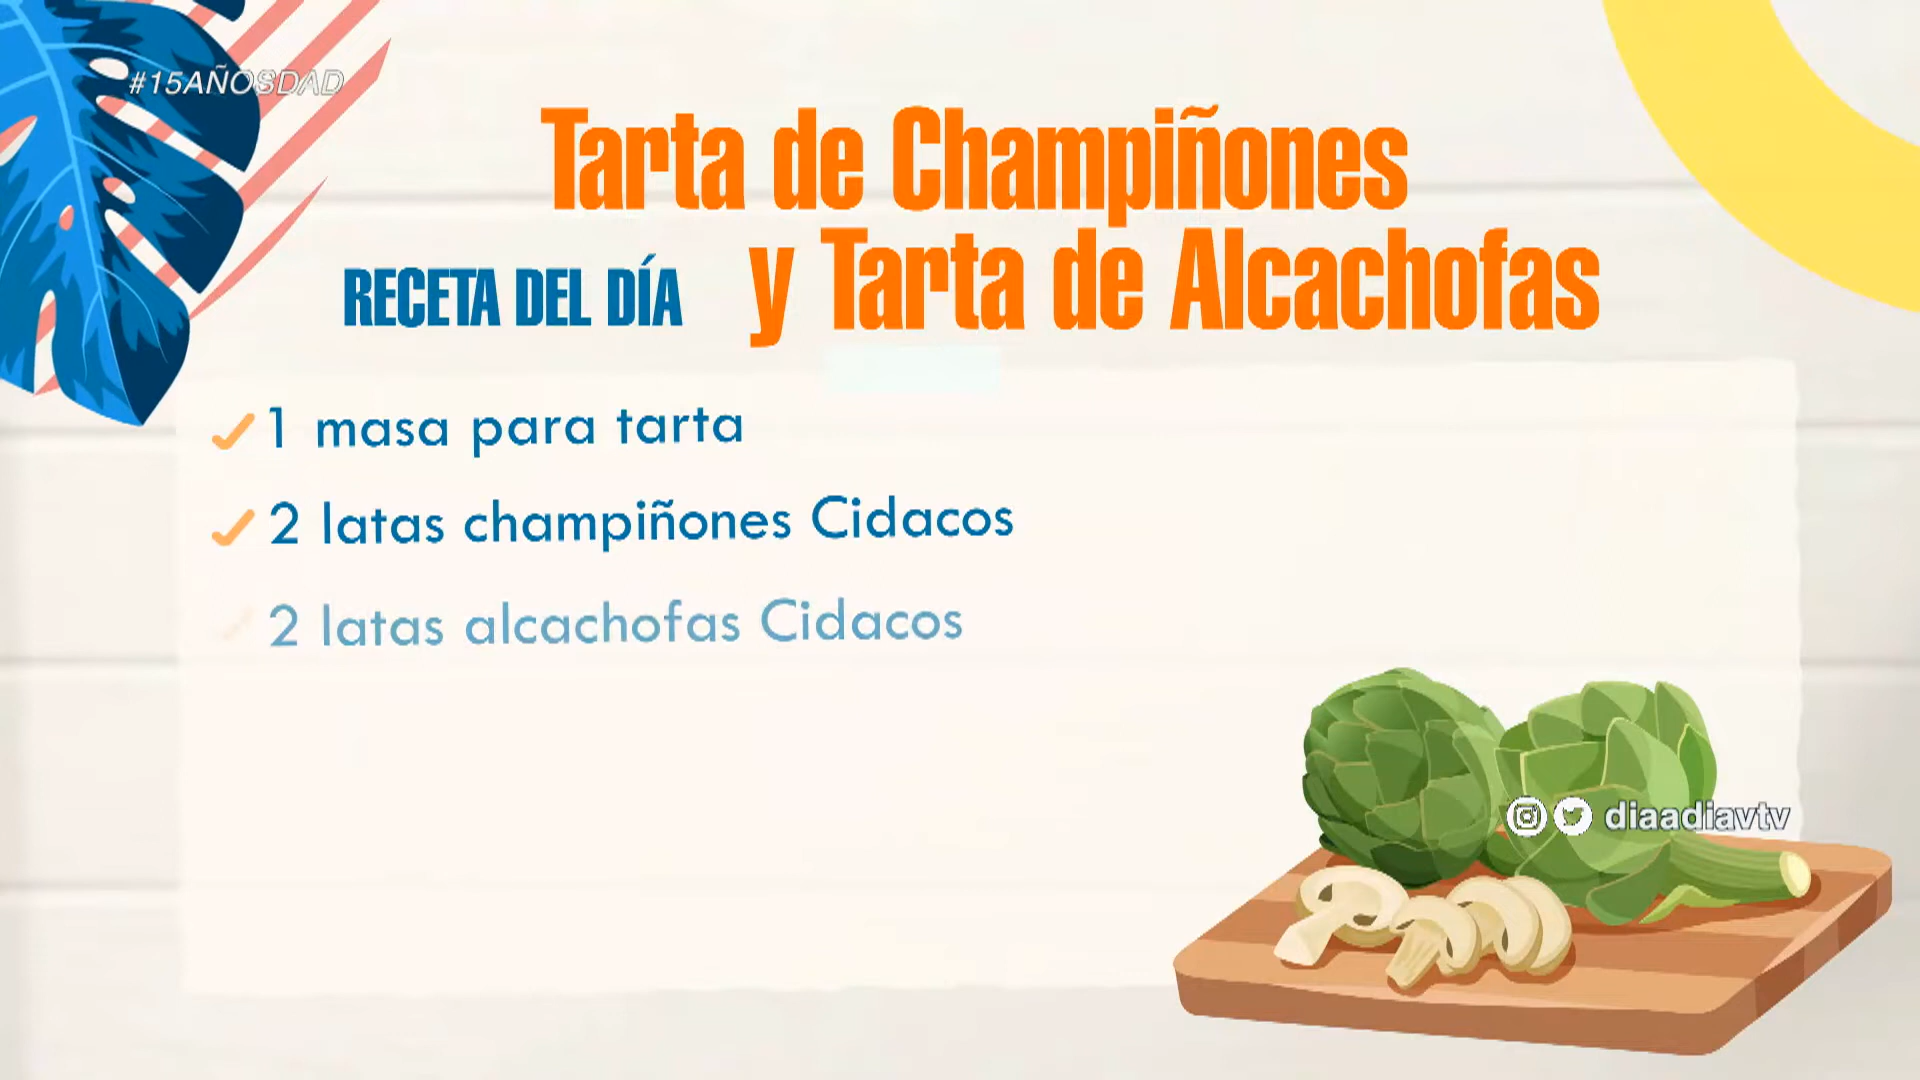 #15AÑOSDAD
Tarta de Champiñones
RECETA DEL DÍA y Tarta de Alcachofas
1 masa para tarta
2 latas champiñones Cidacos
2 latas alcachofas Cidacos
diaadiavtv